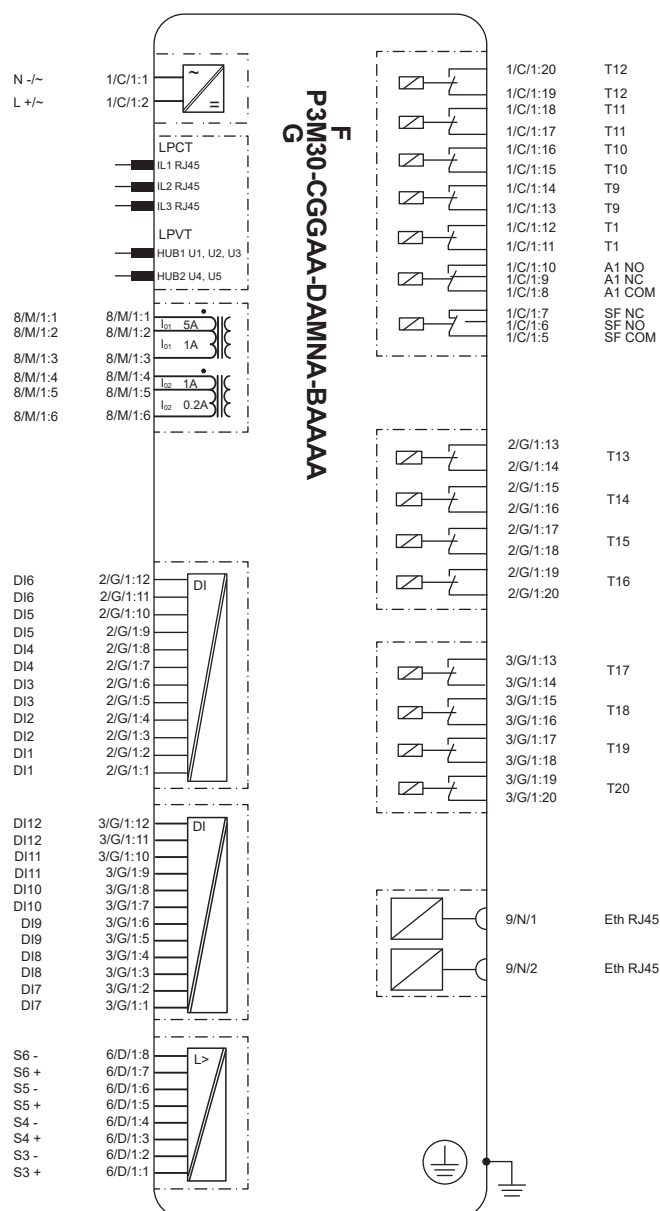 N -/~ 1/C/1:1
L +/~ 1/C/1:2
~
=
LPCT
IL1 RJ45
IL2 RJ45
IL3 RJ45
LPVT
HUB1 U1, U2, U3
HUB2 U4, U5
8/M/1:1 8/M/1:1 I01 5A
8/M/1:2 8/M/1:2
I01 1A
8/M/1:3 8/M/1:3
8/M/1:4 8/M/1:4 I02 1A
8/M/1:5 8/M/1:5
I02 0.2A
8/M/1:6 8/M/1:6
DI6 2/G/1:12 DI
DI6 2/G/1:11
DI5 2/G/1:10
DI5 2/G/1:9
DI4 2/G/1:8
DI4 2/G/1:7
DI3 2/G/1:6
DI3 2/G/1:5
DI2 2/G/1:4
DI2 2/G/1:3
DI1 2/G/1:2
DI1 2/G/1:1
DI12 3/G/1:12 DI
DI12 3/G/1:11
DI11 3/G/1:10
DI11 3/G/1:9
DI10 3/G/1:8
DI10 3/G/1:7
DI9 3/G/1:6
DI9 3/G/1:5
DI8 3/G/1:4
DI8 3/G/1:3
DI7 3/G/1:2
DI7 3/G/1:1
S6 - 6/D/1:8 L>
S6 + 6/D/1:7
S5 - 6/D/1:6
S5 + 6/D/1:5
S4 - 6/D/1:4
S4 + 6/D/1:3
S3 - 6/D/1:2
S3 + 6/D/1:1
F
P3M30-CGGAA-DAMNA-BAAAA
G
1/C/1:20 T12
1/C/1:19 T12
1/C/1:18 T11
1/C/1:17 T11
1/C/1:16 T10
1/C/1:15 T10
1/C/1:14 T9
1/C/1:13 T9
1/C/1:12 T1
1/C/1:11 T1
1/C/1:10 A1 NO
1/C/1:9 A1 NC
1/C/1:8 A1 COM
1/C/1:7 SF NC
1/C/1:6 SF NO
1/C/1:5 SF COM
2/G/1:13
T13
2/G/1:14
2/G/1:15
T14
2/G/1:16
2/G/1:17
T15
2/G/1:18
2/G/1:19
T16
2/G/1:20
3/G/1:13
T17
3/G/1:14
3/G/1:15
T18
3/G/1:16
3/G/1:17
T19
3/G/1:18
3/G/1:19
T20
3/G/1:20
9/N/1 Eth RJ45
9/N/2 Eth RJ45